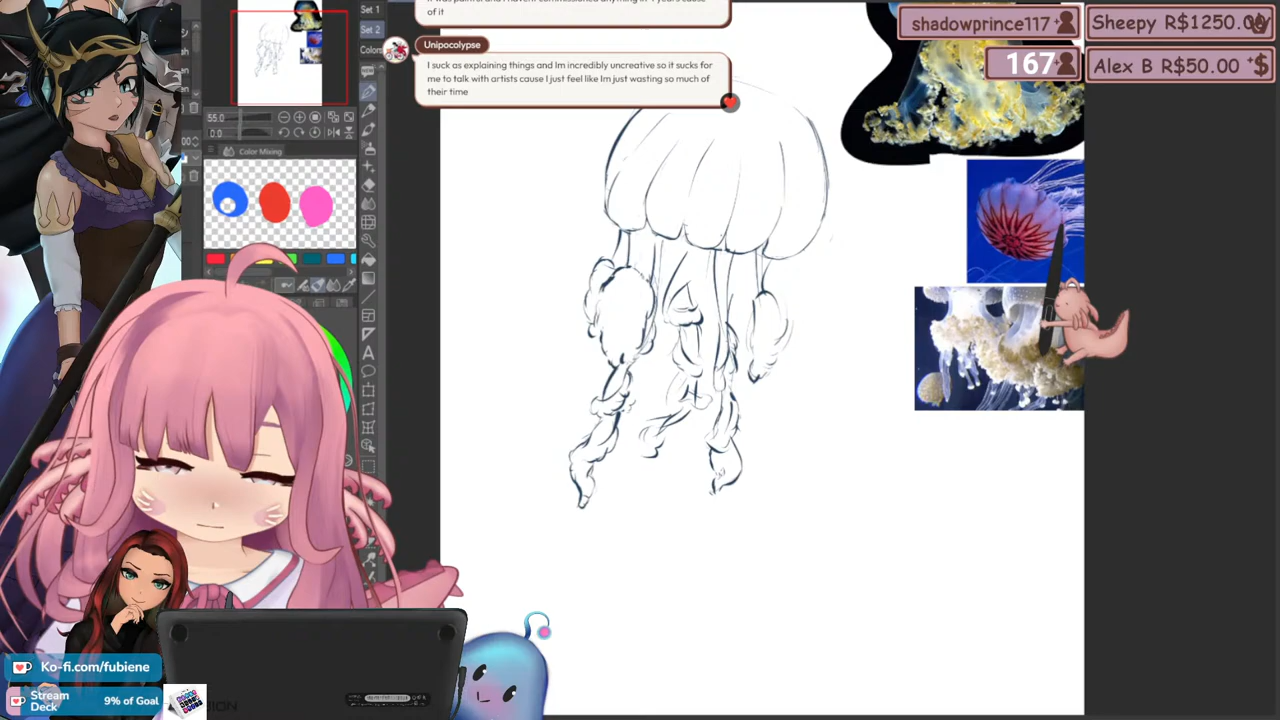 Set 1
Set 2
Colors
of it
Unipocolypse
I suck as explaining things and Im incredibly uncreative so it sucks for
me to talk with artists cause I just feel like Im just wasting so much of
their time
shadowprince117
Sheepy R$1250.00
167
Alex B R$50.00
55.0
0.0
Color Mixing
Ko-fi.com/fubiene
Stream
Deck
9% of Goal